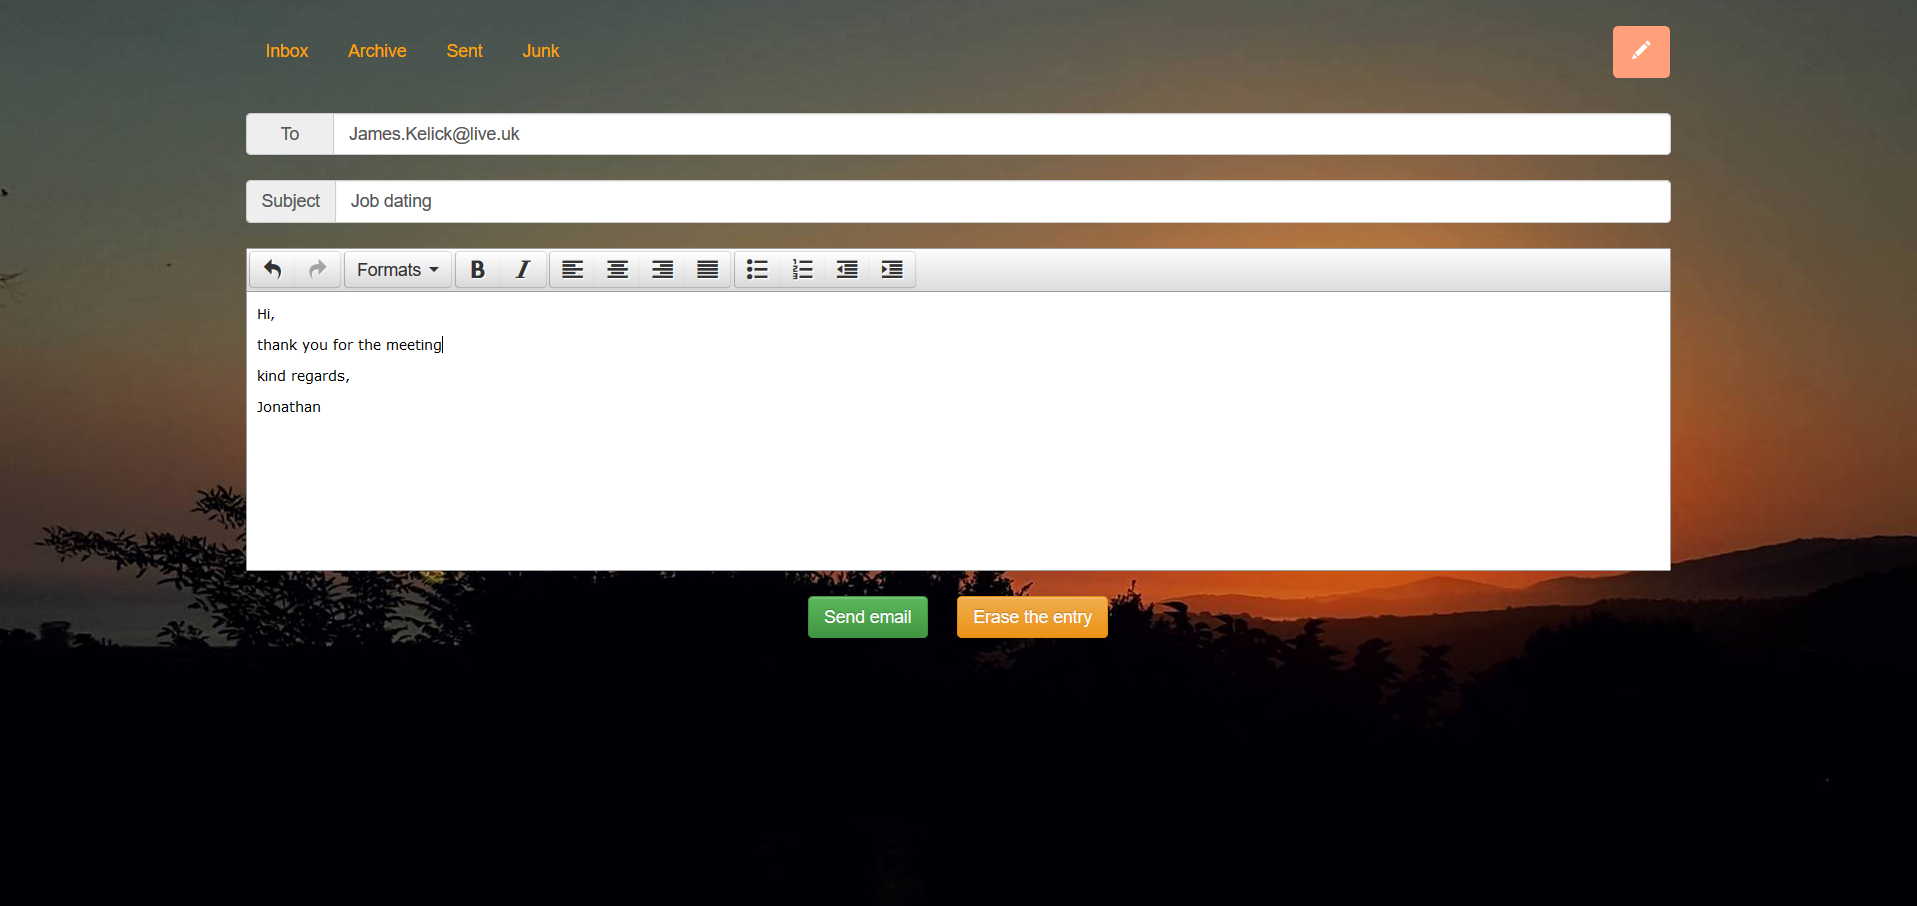 Inbox Archive Sent Junk
To James.Kelick@live.uk
Subject Job dating
Formats B I
Hi,
thank you for the meeting
kind regards,
Jonathan
Send email Erase the entry